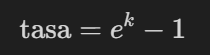 tasa = e^k − 1